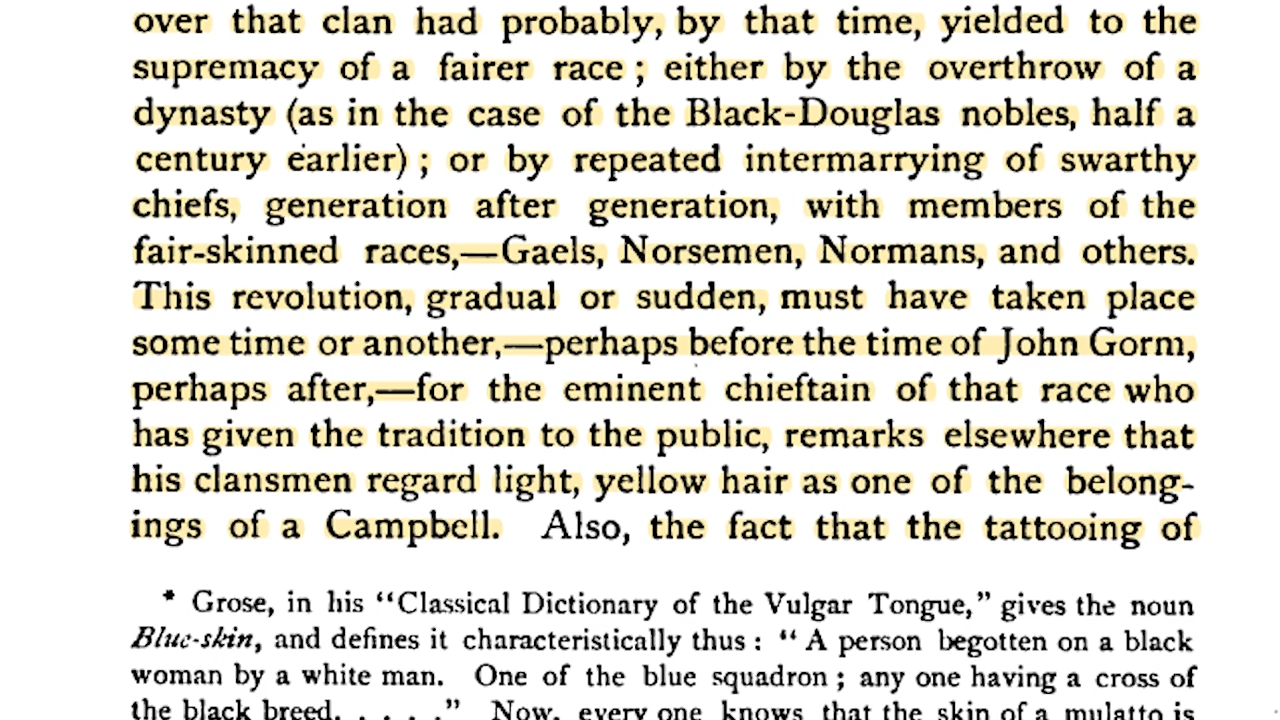 over that clan had probably, by that time, yielded to the
supremacy of a fairer race ; either by the overthrow of a
dynasty (as in the case of the Black-Douglas nobles, half a
century earlier) ; or by repeated intermarrying of swarthy
chiefs, generation after generation, with members of the
fair-skinned races,—Gaels, Norsemen, Normans, and others.
This revolution, gradual or sudden, must have taken place
some time or another,—perhaps before the time of John Gorm,
perhaps after,—for the eminent chieftain of that race who
has given the tradition to the public, remarks elsewhere that
his clansmen regard light, yellow hair as one of the belong-
ings of a Campbell. Also, the fact that the tattooing of
* Grose, in his “Classical Dictionary of the Vulgar Tongue,” gives the noun
Blue-skin, and defines it characteristically thus : “ A person begotten on a black
woman by a white man. One of the blue squadron ; any one having a cross of
the black breed. . . . .” Now, every one knows that the skin of a mulatto is